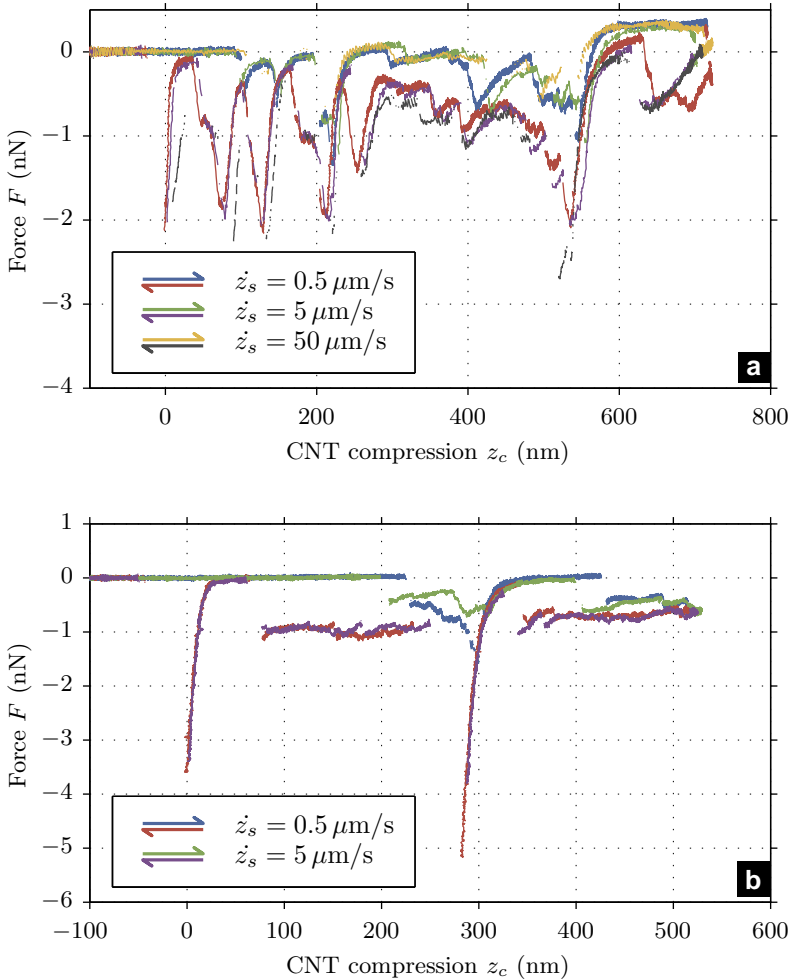 0
−1
−2
−3
−4
Force F (nN)
ż_s = 0.5 μm/s
ż_s = 5 μm/s
ż_s = 50 μm/s
a
0 200 400 600 800
CNT compression z_c (nm)
1
0
−1
−2
−3
−4
−5
−6
Force F (nN)
ż_s = 0.5 μm/s
ż_s = 5 μm/s
b
−100 0 100 200 300 400 500 600
CNT compression z_c (nm)